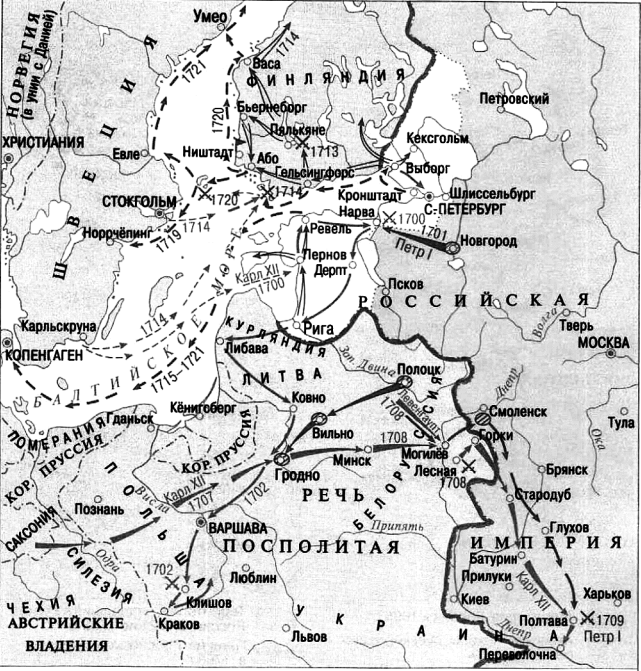 Умео
НОРВЕГИЯ
(в унии с Данией)
ШВЕЦИЯ
1721
Васа
1714
ФИНЛЯНДИЯ
1720
Бьернеборг
Пялькяне
1713
Петровский
ХРИСТИАНИЯ
Евле
Ништадт
Або
Гельсингфорс
Кексгольм
Выборг
СТОКГОЛЬМ
1720
1714
Кронштадт
Шлиссельбург
С.-ПЕТЕРБУРГ
Норрчёпинг
1719
1714
Ревель
Нарва
1700
1701
Петр I
Новгород
Пернов
Дерпт
Карл XII
1700
Псков
РОССИЙСКАЯ
Волга
Тверь
МОСКВА
Карльскруна
1714
КОПЕНГАГЕН
БАЛТИЙСКОЕ МОРЕ
1715–1721
Рига
КУРЛЯНДИЯ
Либава
Зап. Двина
ЛИТВА
Полоцк
Днепр
Смоленск
Тула
Ока
Гданьск
Кёнигсберг
Ковно
Вильно
Левенгаупт
1708
Горки
ПОМЕРАНИЯ
КОР. ПРУССИЯ
КОР. ПРУССИЯ
Гродно
Минск
1708
Могилёв
Лесная
1708
Брянск
ПОЛЬША
Висла
Карл XII
1707
1702
РЕЧЬ
БЕЛОРУССИЯ
Стародуб
Познань
САКСОНИЯ
ВАРШАВА
ПОСПОЛИТАЯ
Припять
ИМПЕРИЯ
Глухов
Одра
СИЛЕЗИЯ
1702
Люблин
Батурин
Прилуки
Карл XII
Харьков
ЧЕХИЯ
Клишов
Киев
АВСТРИЙСКИЕ
ВЛАДЕНИЯ
Краков
Львов
УКРАИНА
Днепр
Полтава
1709
Петр I
Переволочна